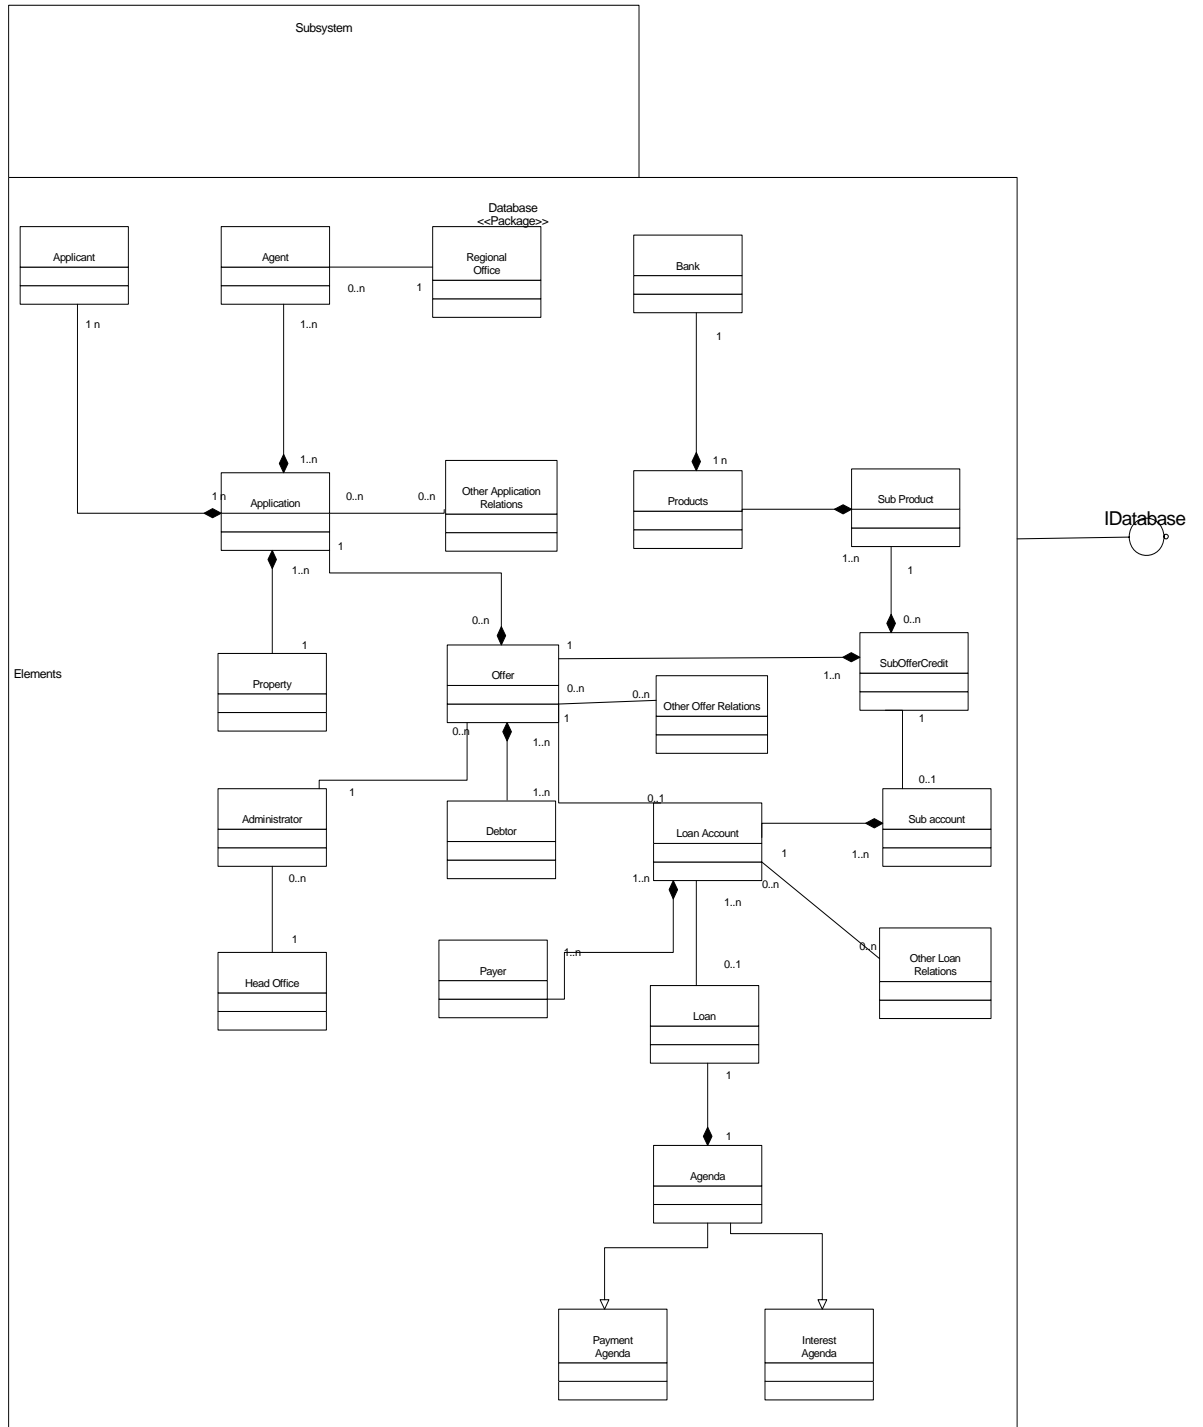 Subsystem
Database
<<Package>>
Applicant
Agent
Regional
Office
Bank
0..n
1
1 n
1..n
1
1..n
1 n
Other Application
Relations
Sub Product
1 n
Application
0..n
0..n
Products
IDatabase
1
1..n
1..n
1
0..n
0..n
1
1
SubOfferCredit
Elements
Property
Offer
1..n
0..n
0..n
Other Offer Relations
1
1
0..n
1..n
0..1
1
1..n
0..1
Administrator
Debtor
Loan Account
Sub account
1
1..n
0..n
1..n
0..n
1..n
1
1..n
0..n
Other Loan
Relations
0..1
Payer
Head Office
Loan
1
1
Agenda
Payment
Agenda
Interest
Agenda